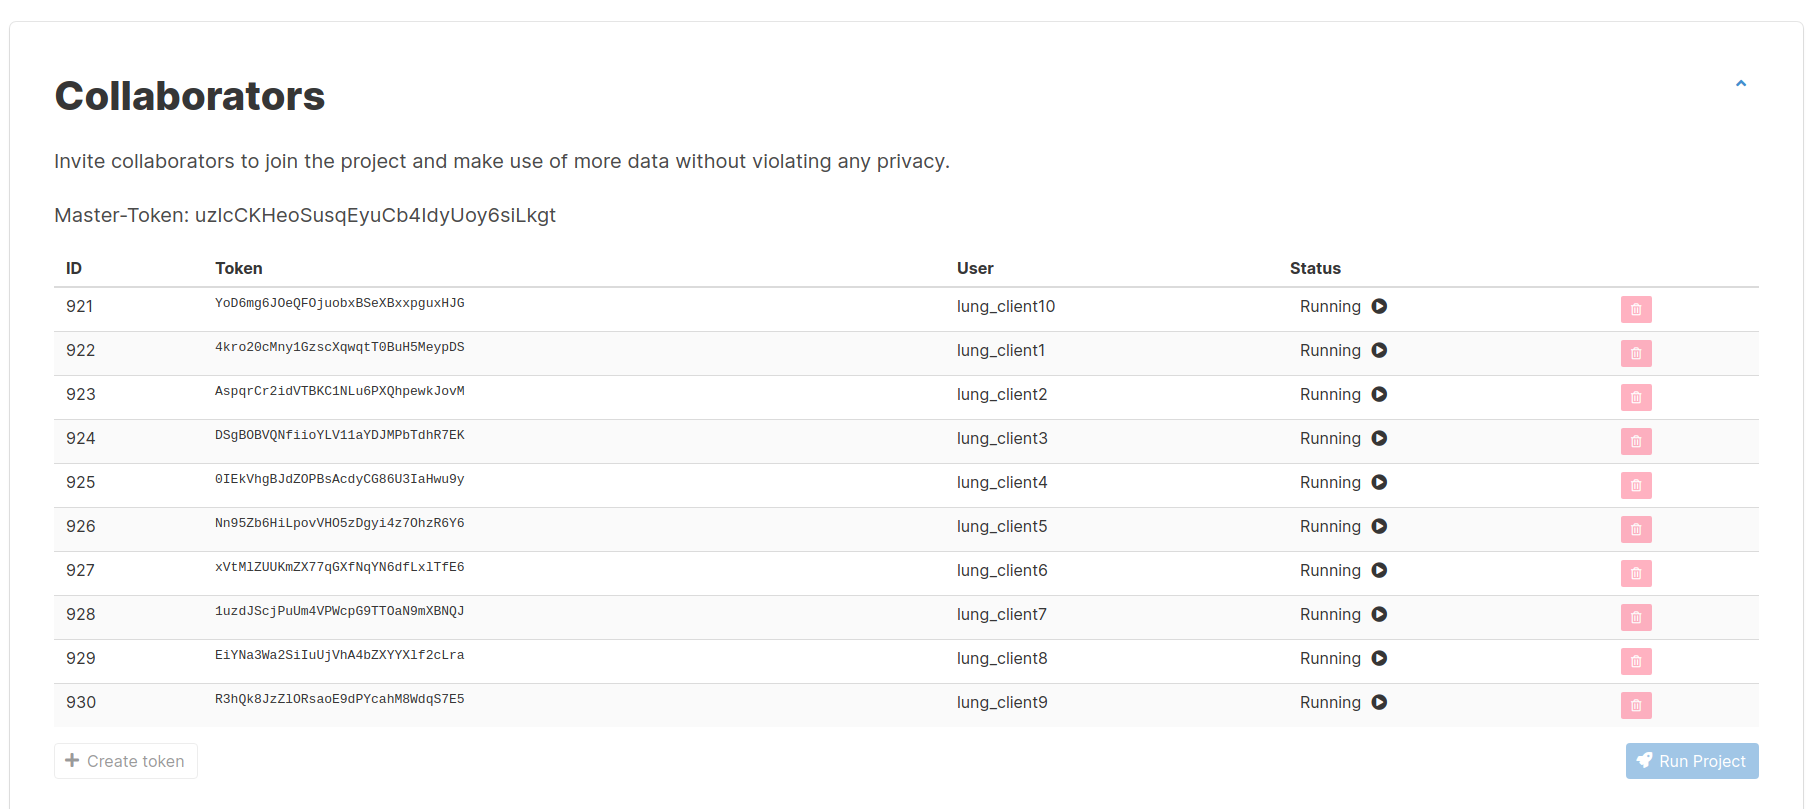 Collaborators
Invite collaborators to join the project and make use of more data without violating any privacy.
Master-Token: uzIcCKHeoSusqEyuCb4IdyUoy6siLkgt
ID Token User Status
921 YoD6mg6JOeQFOjuobxBSeXBxxpguxHJG lung_client10 Running
922 4kro20cMny1GzscXqwqtT0BuH5MeypDS lung_client1 Running
923 AspqrCr2idVTBKC1NLu6PXQhpewkJovM lung_client2 Running
924 DSgBOBVQNfiioYLV11aYDJMPbTdhR7EK lung_client3 Running
925 0IEkVhgBJdZOPBsAcdyCG86U3IaHwu9y lung_client4 Running
926 Nn95Zb6HiLpovVHO5zDgyi4z7OhzR6Y6 lung_client5 Running
927 xVtMlZUUKmZX77qGXfNqYN6dfLxlTfE6 lung_client6 Running
928 1uzdJScjPuUm4VPWcpG9TTOaN9mXBNQJ lung_client7 Running
929 EiYNa3Wa2SiIuUjVhA4bZXYYXlf2cLra lung_client8 Running
930 R3hQk8JzZlORsaoE9dPYcahM8WdqS7E5 lung_client9 Running
Create token Run Project